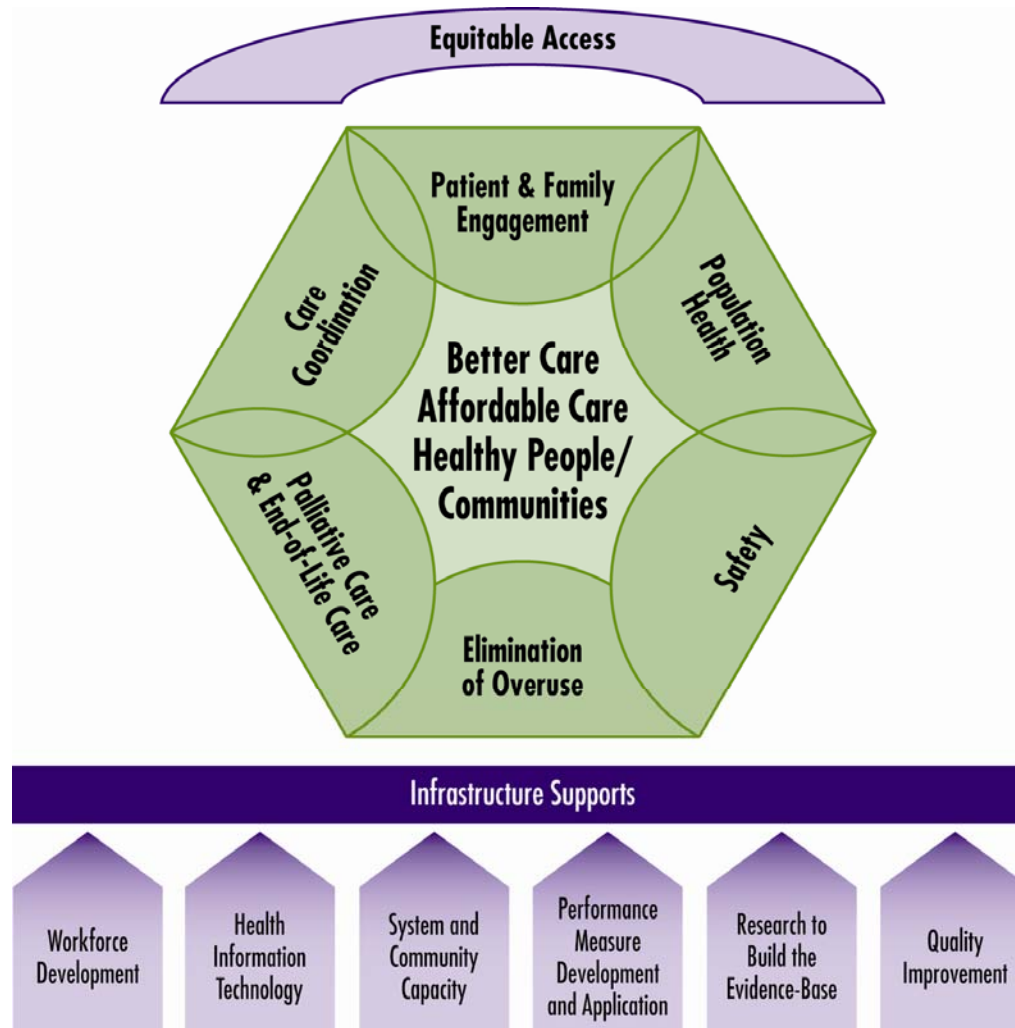 Equitable Access
Patient & Family
Engagement
Care
Coordination
Population
Health
Better Care
Affordable Care
Healthy People/
Communities
Palliative Care
& End-of-Life Care
Safety
Elimination
of Overuse
Infrastructure Supports
Workforce
Development
Health
Information
Technology
System and
Community
Capacity
Performance
Measure
Development
and Application
Research to
Build the
Evidence-Base
Quality
Improvement